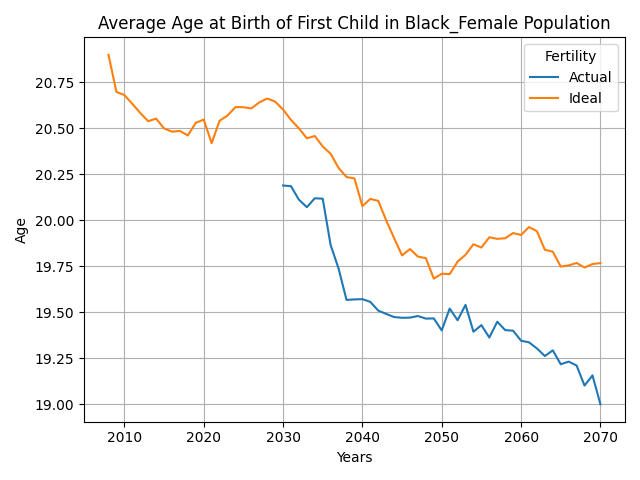 Average Age at Birth of First Child in Black_Female Population
Fertility
Actual
Ideal
Age
20.75
20.50
20.25
20.00
19.75
19.50
19.25
19.00
2010
2020
2030
2040
2050
2060
2070
Years